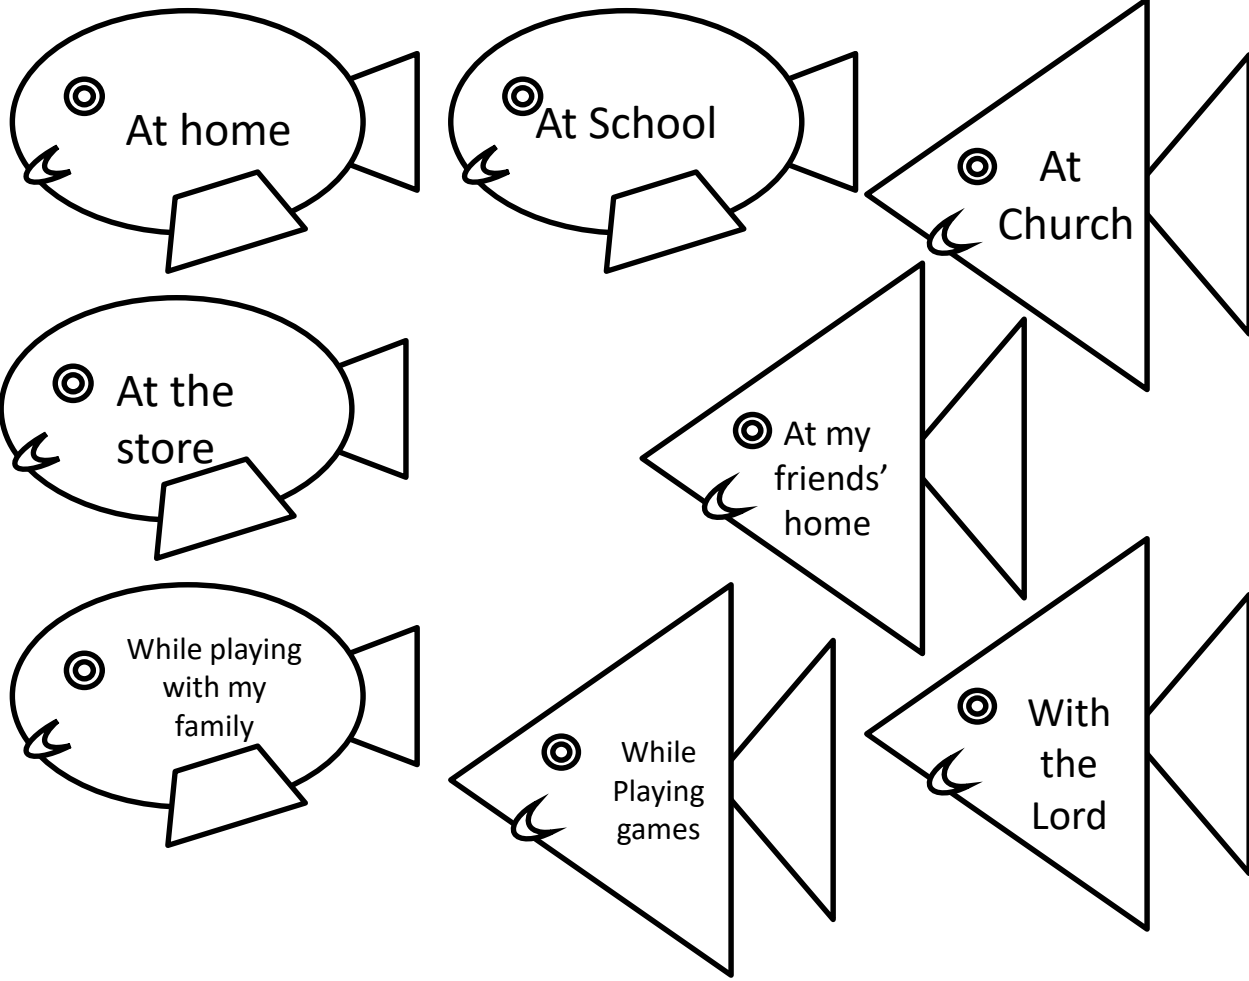 At home
At School
At
Church
At the
store
At my
friends’
home
While playing
with my
family
While
Playing
games
With
the
Lord